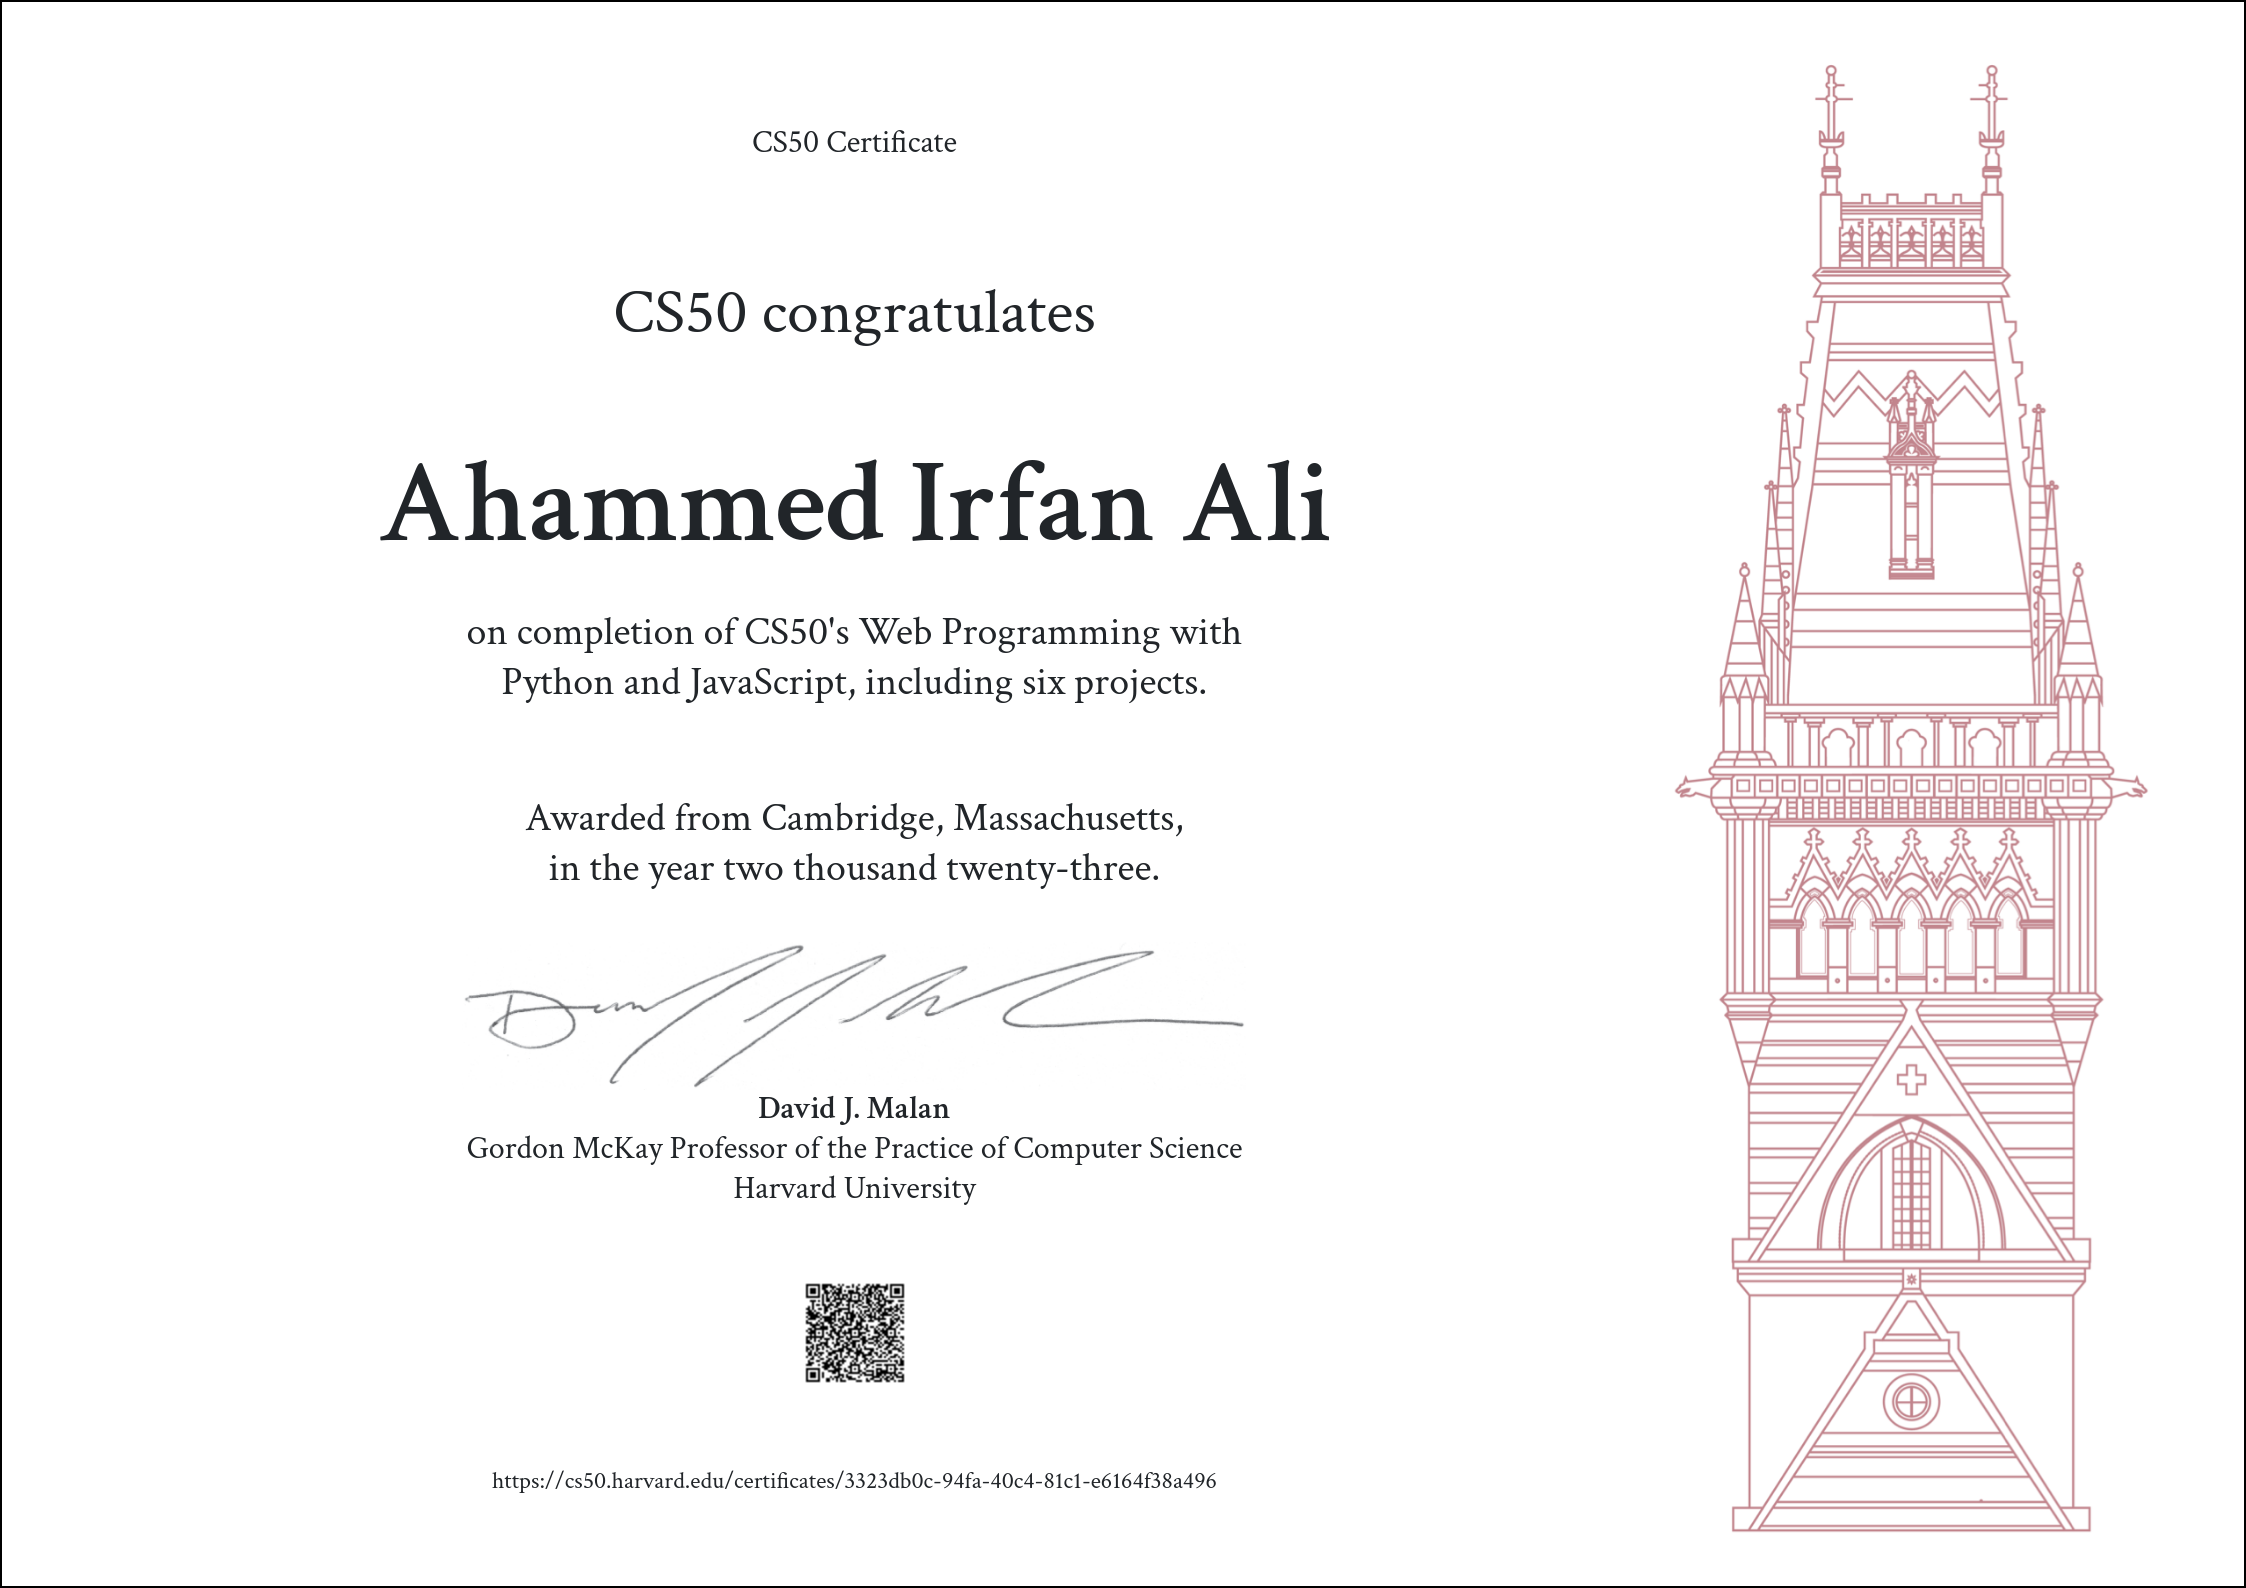 CS50 Certificate
CS50 congratulates
Ahammed Irfan Ali
on completion of CS50's Web Programming with
Python and JavaScript, including six projects.
Awarded from Cambridge, Massachusetts,
in the year two thousand twenty-three.
David J. Malan
Gordon McKay Professor of the Practice of Computer Science
Harvard University
https://cs50.harvard.edu/certificates/3323db0c-94fa-40c4-81c1-e6164f38a496